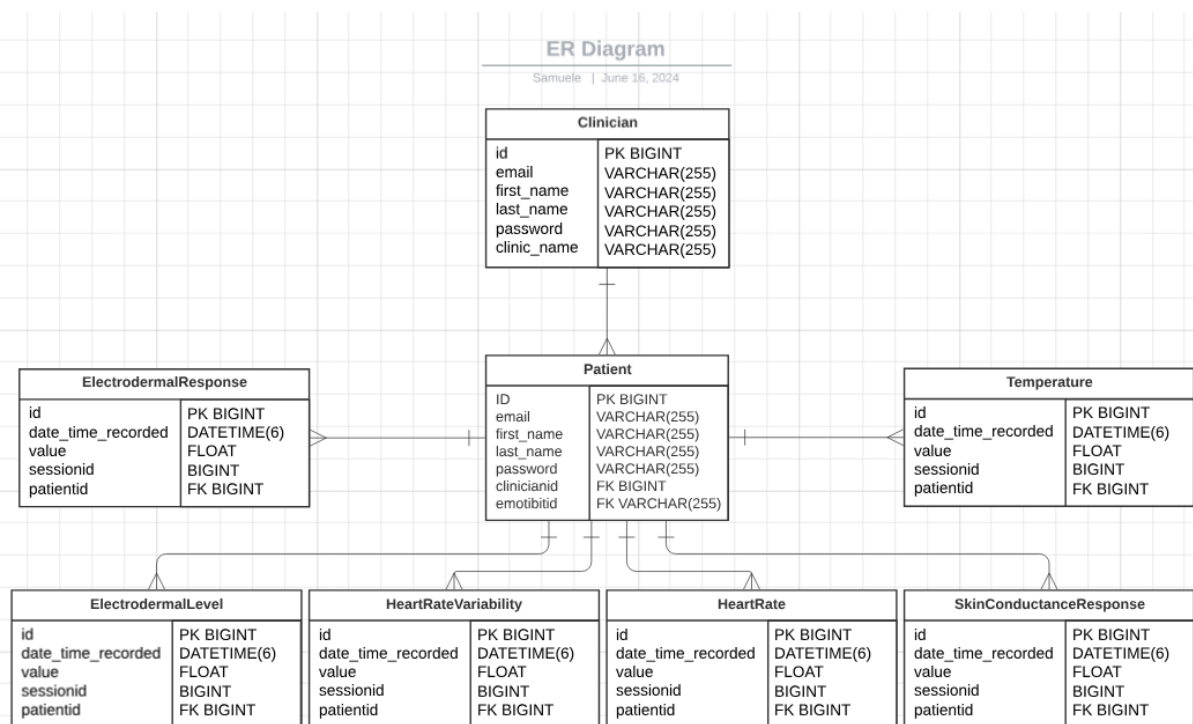 ER Diagram
Samuele | June 16, 2024
Clinician
id PK BIGINT
email VARCHAR(255)
first_name VARCHAR(255)
last_name VARCHAR(255)
password VARCHAR(255)
clinic_name VARCHAR(255)
ElectrodermalResponse
id PK BIGINT
date_time_recorded DATETIME(6)
value FLOAT
sessionid BIGINT
patientid FK BIGINT
Patient
ID PK BIGINT
email VARCHAR(255)
first_name VARCHAR(255)
last_name VARCHAR(255)
password VARCHAR(255)
clinicianid FK BIGINT
emotibitid FK VARCHAR(255)
Temperature
id PK BIGINT
date_time_recorded DATETIME(6)
value FLOAT
sessionid BIGINT
patientid FK BIGINT
ElectrodermalLevel
id PK BIGINT
date_time_recorded DATETIME(6)
value FLOAT
sessionid BIGINT
patientid FK BIGINT
HeartRateVariability
id PK BIGINT
date_time_recorded DATETIME(6)
value FLOAT
sessionid BIGINT
patientid FK BIGINT
HeartRate
id PK BIGINT
date_time_recorded DATETIME(6)
value FLOAT
sessionid BIGINT
patientid FK BIGINT
SkinConductanceResponse
id PK BIGINT
date_time_recorded DATETIME(6)
value FLOAT
sessionid BIGINT
patientid FK BIGINT